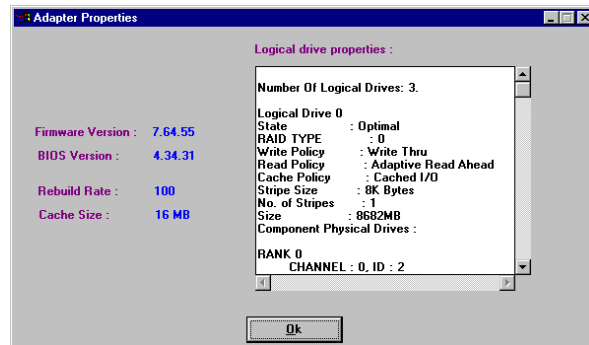 Adapter Properties
Logical drive properties :
Firmware Version : 7.64.55
BIOS Version : 4.34.31
Rebuild Rate : 100
Cache Size : 16 MB
Number Of Logical Drives: 3.
Logical Drive 0
State : Optimal
RAID TYPE : 0
Write Policy : Write Thru
Read Policy : Adaptive Read Ahead
Cache Policy : Cached I/O
Stripe Size : 8K Bytes
No. of Stripes : 1
Size : 8682MB
Component Physical Drives :
RANK 0
CHANNEL : 0, ID : 2
Ok